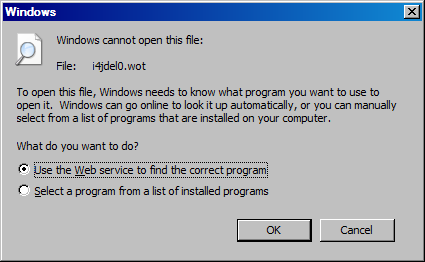 Windows
Windows cannot open this file:
File: i4jdel0.wot
To open this file, Windows needs to know what program you want to use to
open it. Windows can go online to look it up automatically, or you can manually
select from a list of programs that are installed on your computer.
What do you want to do?
Use the Web service to find the correct program
Select a program from a list of installed programs
OK Cancel